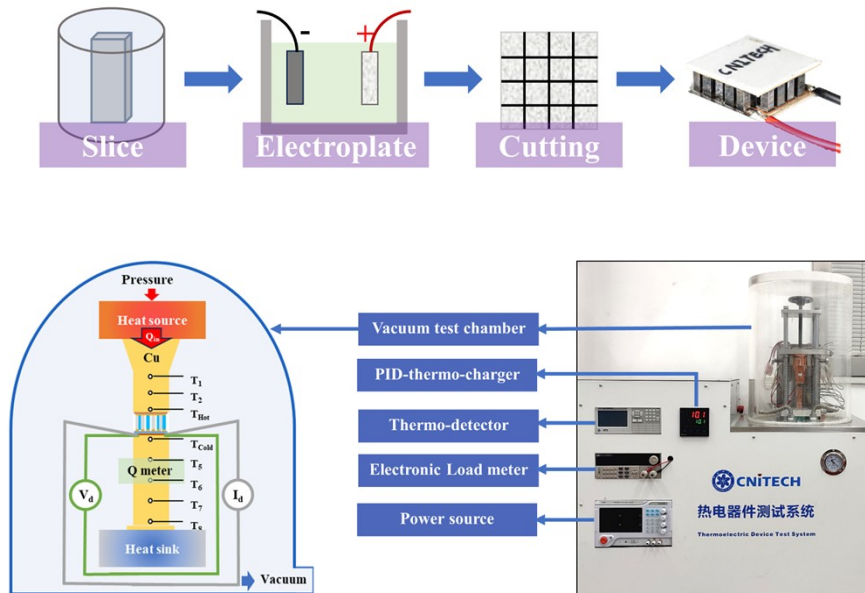 -
+
CNITECH
Slice
Electroplate
Cutting
Device
Pressure
Heat source
Qin
Cu
T1
T2
THot
TCold
T5
Q meter
T6
T7
T8
Vd
Id
Heat sink
Vacuum
Vacuum test chamber
PID-thermo-charger
Thermo-detector
Electronic Load meter
Power source
101
CNiTECH
热电器件测试系统
Thermoelectric Device Test System